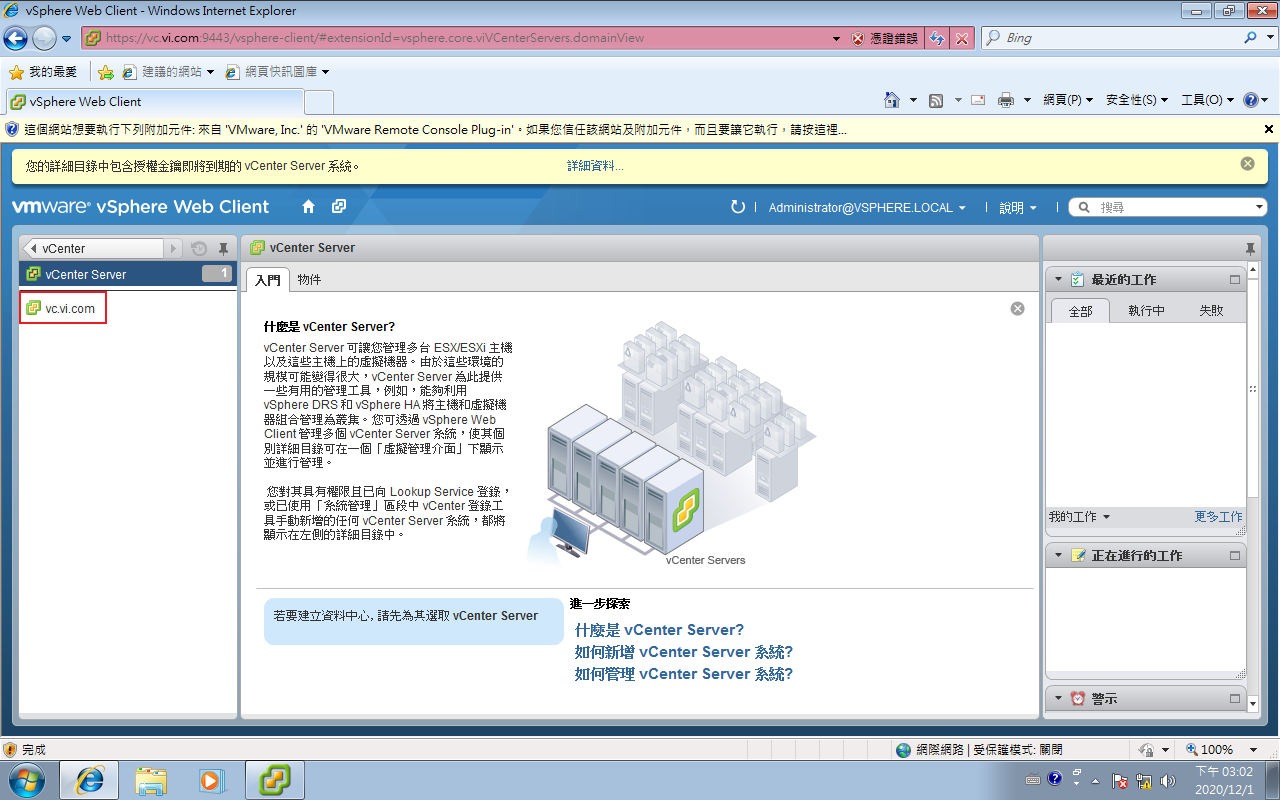 vSphere Web Client - Windows Internet Explorer
https://vc.vi.com:9443/vsphere-client/#extensionId=vsphere.core.viVCenterServers.domainView
憑證錯誤
Bing
我的最愛
建議的網站
網頁快訊圖庫
vSphere Web Client
網頁(P)
安全性(S)
工具(O)
這個網站想要執行下列附加元件: 來自 'VMware, Inc.' 的 'VMware Remote Console Plug-in'。如果您信任該網站及附加元件，而且要讓它執行，請按這裡...
您的詳細目錄中包含授權金鑰即將到期的 vCenter Server 系統。
詳細資料...
vmware® vSphere Web Client
Administrator@VSPHERE.LOCAL
說明
搜尋
vCenter
vCenter Server
1
vc.vi.com
vCenter Server
入門
物件
什麼是 vCenter Server?
vCenter Server 可讓您管理多台 ESX/ESXi 主機
以及這些主機上的虛擬機器。由於這些環境的
規模可能變得很大，vCenter Server 為此提供
一些有用的管理工具，例如，能夠利用
vSphere DRS 和 vSphere HA 將主機和虛擬機
器組合管理為叢集。您可透過 vSphere Web
Client 管理多個 vCenter Server 系統，使其個
別詳細目錄可在一個「虛擬管理介面」下顯示
並進行管理。
您對其具有權限且已向 Lookup Service 登錄，
或已使用「系統管理」區段中 vCenter 登錄工
具手動新增的任何 vCenter Server 系統，都將
顯示在左側的詳細目錄中。
vCenter Servers
若要建立資料中心, 請先為其選取 vCenter Server
進一步探索
什麼是 vCenter Server?
如何新增 vCenter Server 系統?
如何管理 vCenter Server 系統?
最近的工作
全部
執行中
失敗
我的工作
更多工作
正在進行的工作
警示
完成
網際網路 | 受保護模式: 關閉
100%
下午 03:02
2020/12/1